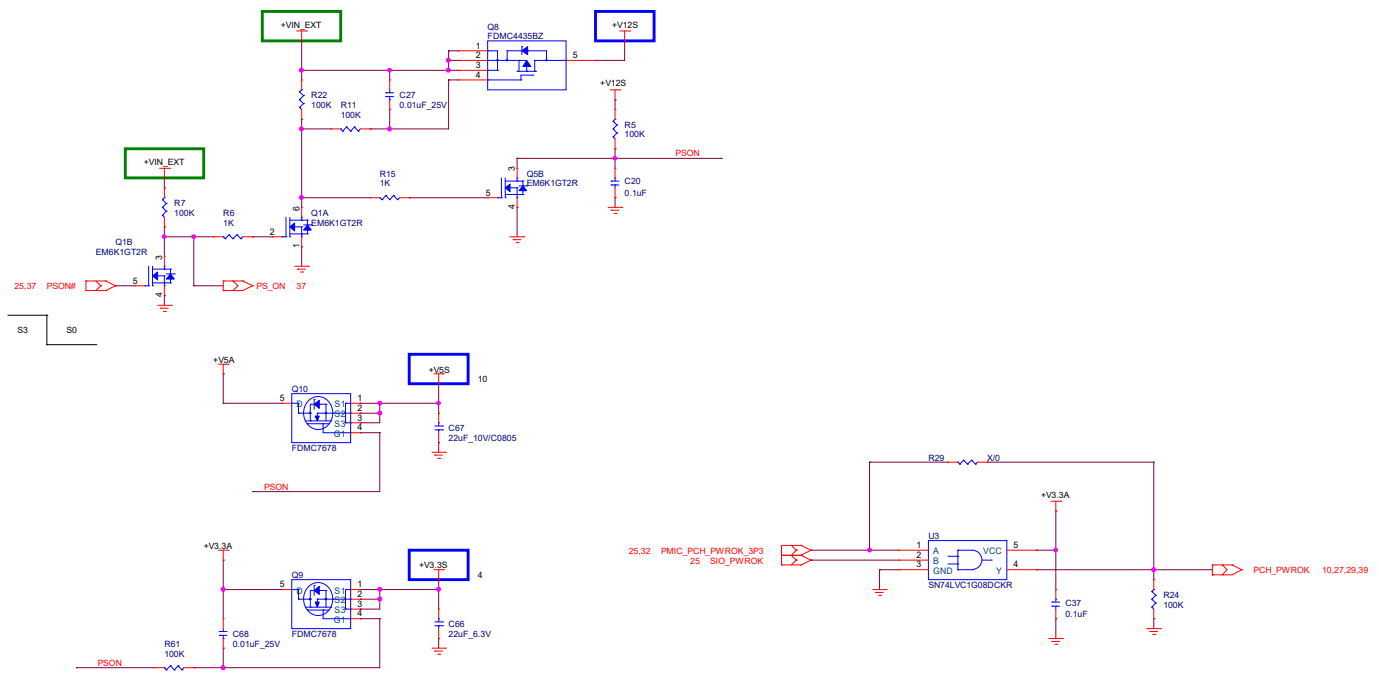 +VIN_EXT
Q8
FDMC4435BZ
+V12S
1
2
3
4
5
+V12S
R22
100K
R11
100K
C27
0.01uF_25V
R5
100K
PSON
+VIN_EXT
R7
100K
R6
1K
R15
1K
3
Q5B
EM6K1GT2R
5
4
C20
0.1uF
6
Q1A
EM6K1GT2R
2
1
Q1B
EM6K1GT2R
3
5
4
25,37 PSON#
PS_ON 37
S3 S0
+V5A
+V5S
10
Q10
5 D S1 1
S2 2
S3 3
G1 4
FDMC7678
C67
22uF_10V/C0805
PSON
R29 X/0
+V3.3A
U3
25,32 PMIC_PCH_PWROK_3P3
25 SIO_PWROK
1 A VCC 5
2 B
3 GND Y 4
SN74LVC1G08DCKR
PCH_PWROK 10,27,29,39
C37
0.1uF
R24
100K
+V3.3A
+V3.3S
4
Q9
5 D S1 1
S2 2
S3 3
G1 4
FDMC7678
C68
0.01uF_25V
C66
22uF_6.3V
R61
100K
PSON